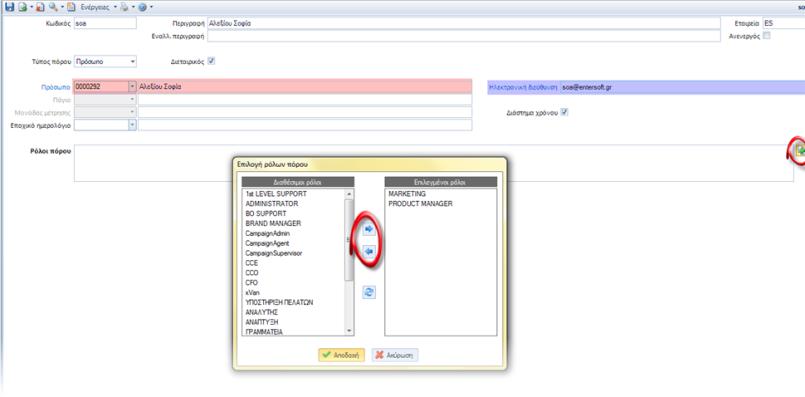 Ενέργειες
Κωδικός soa Περιγραφή Αλεξίου Σοφία Εταιρεία ES
Εναλλ. περιγραφή Ανενεργός
Τύπος πόρου Πρόσωπο Διεταιρικός
Πρόσωπο 0000292 Αλεξίου Σοφία Ηλεκτρονική διεύθυνση soa@entersoft.gr
Πάγιο
Μονάδας μέτρησης Διάστημα χρόνου
Εποχικό ημερολόγιο
Ρόλοι πόρου
Επιλογή ρόλων πόρου
Διαθέσιμοι ρόλοι Επιλεγμένοι ρόλοι
1st LEVEL SUPPORT MARKETING
ADMINISTRATOR PRODUCT MANAGER
BO SUPPORT
BRAND MANAGER
CampaignAdmin
CampaignAgent
CampaignSupervisor
CCE
CCO
CFO
xVan
ΥΠΟΣΤΗΡΙΞΗ ΠΕΛΑΤΩΝ
ΑΝΑΛΥΤΗΣ
ΑΝΑΠΤΥΞΗ
ΓΡΑΜΜΑΤΕΙΑ
Αποδοχή Ακύρωση